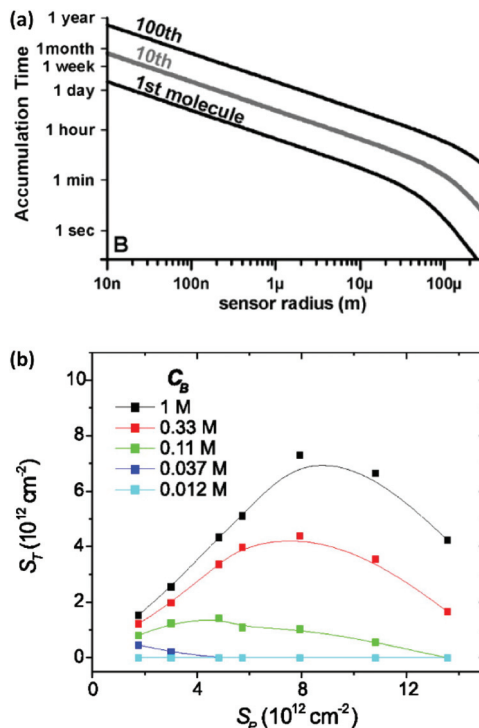 (a)
1 year
1month
1 week
1 day
1 hour
1 min
1 sec
Accumulation Time
100th
10th
1st molecule
B
10n 100n 1µ 10µ 100µ
sensor radius (m)
(b)
C_B
1 M
0.33 M
0.11 M
0.037 M
0.012 M
10
8
6
4
2
0
S_T (10^12 cm^-2)
0 4 8 12
S_P (10^12 cm^-2)